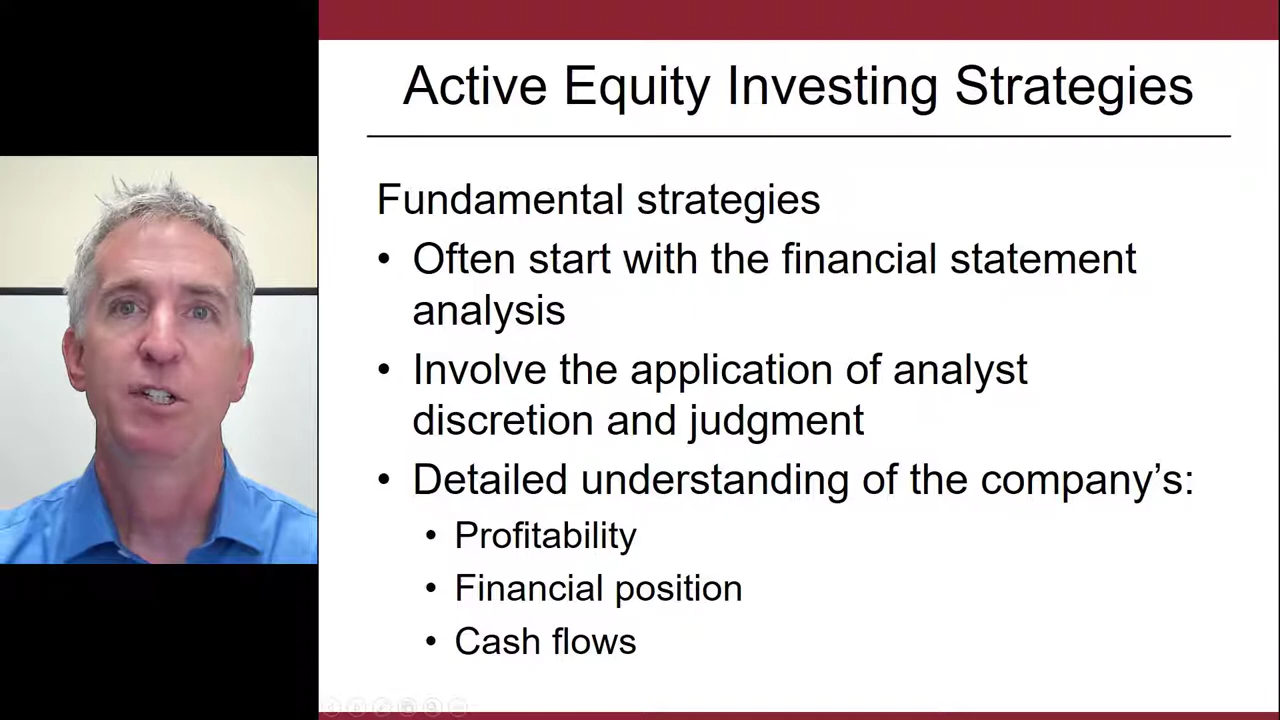 Active Equity Investing Strategies
Fundamental strategies
• Often start with the financial statement
analysis
• Involve the application of analyst
discretion and judgment
• Detailed understanding of the company’s:
• Profitability
• Financial position
• Cash flows